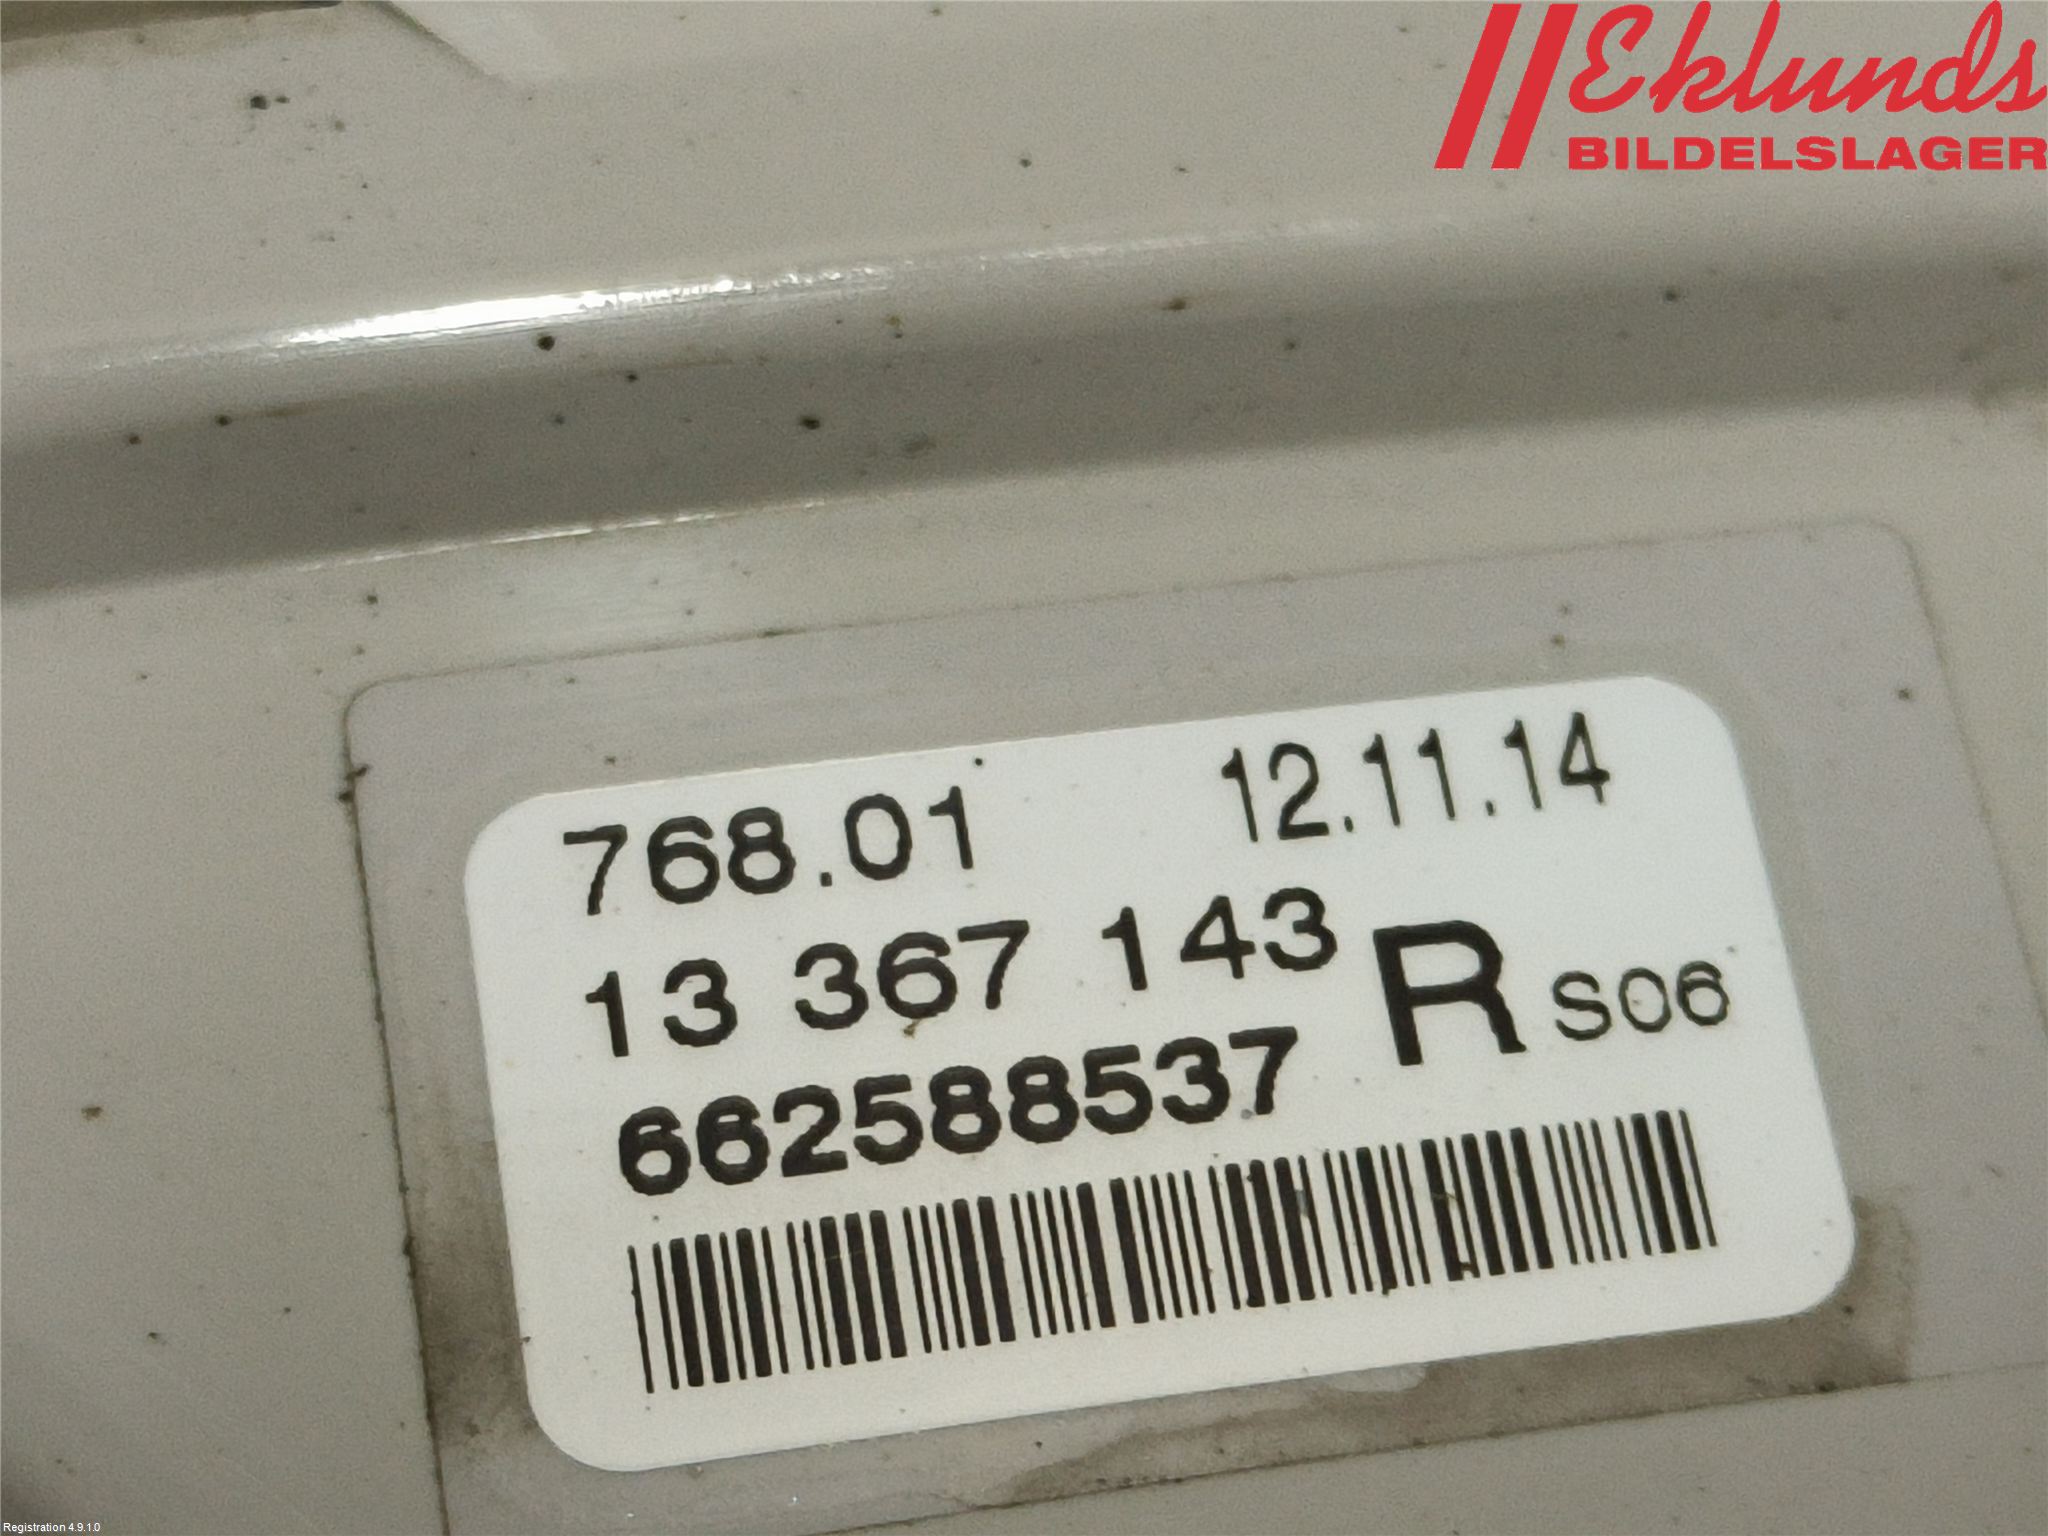 Eklunds
BILDELSLAGER
768.01 12.11.14
13 367 143 R S06
662588537
Registration 4.9.1.0